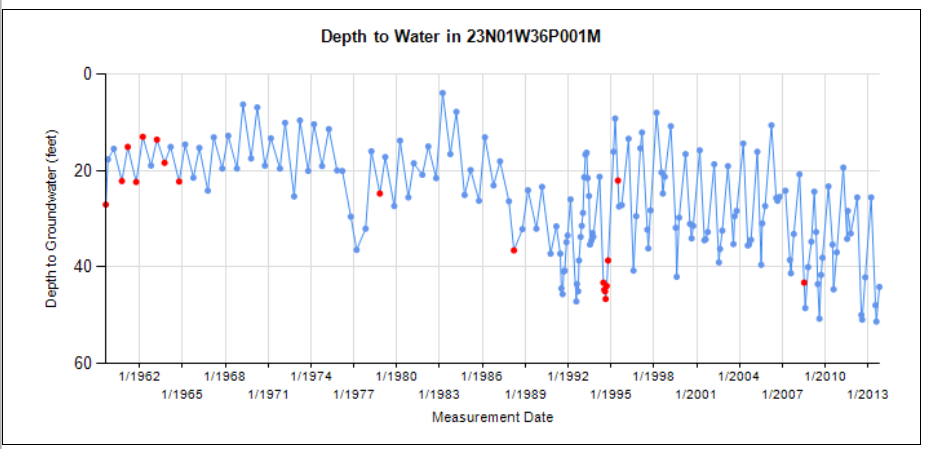 Depth to Water in 23N01W36P001M
Depth to Groundwater (feet)
0
20
40
60
1/1962 1/1968 1/1974 1/1980 1/1986 1/1992 1/1998 1/2004 1/2010
1/1965 1/1971 1/1977 1/1983 1/1989 1/1995 1/2001 1/2007 1/2013
Measurement Date